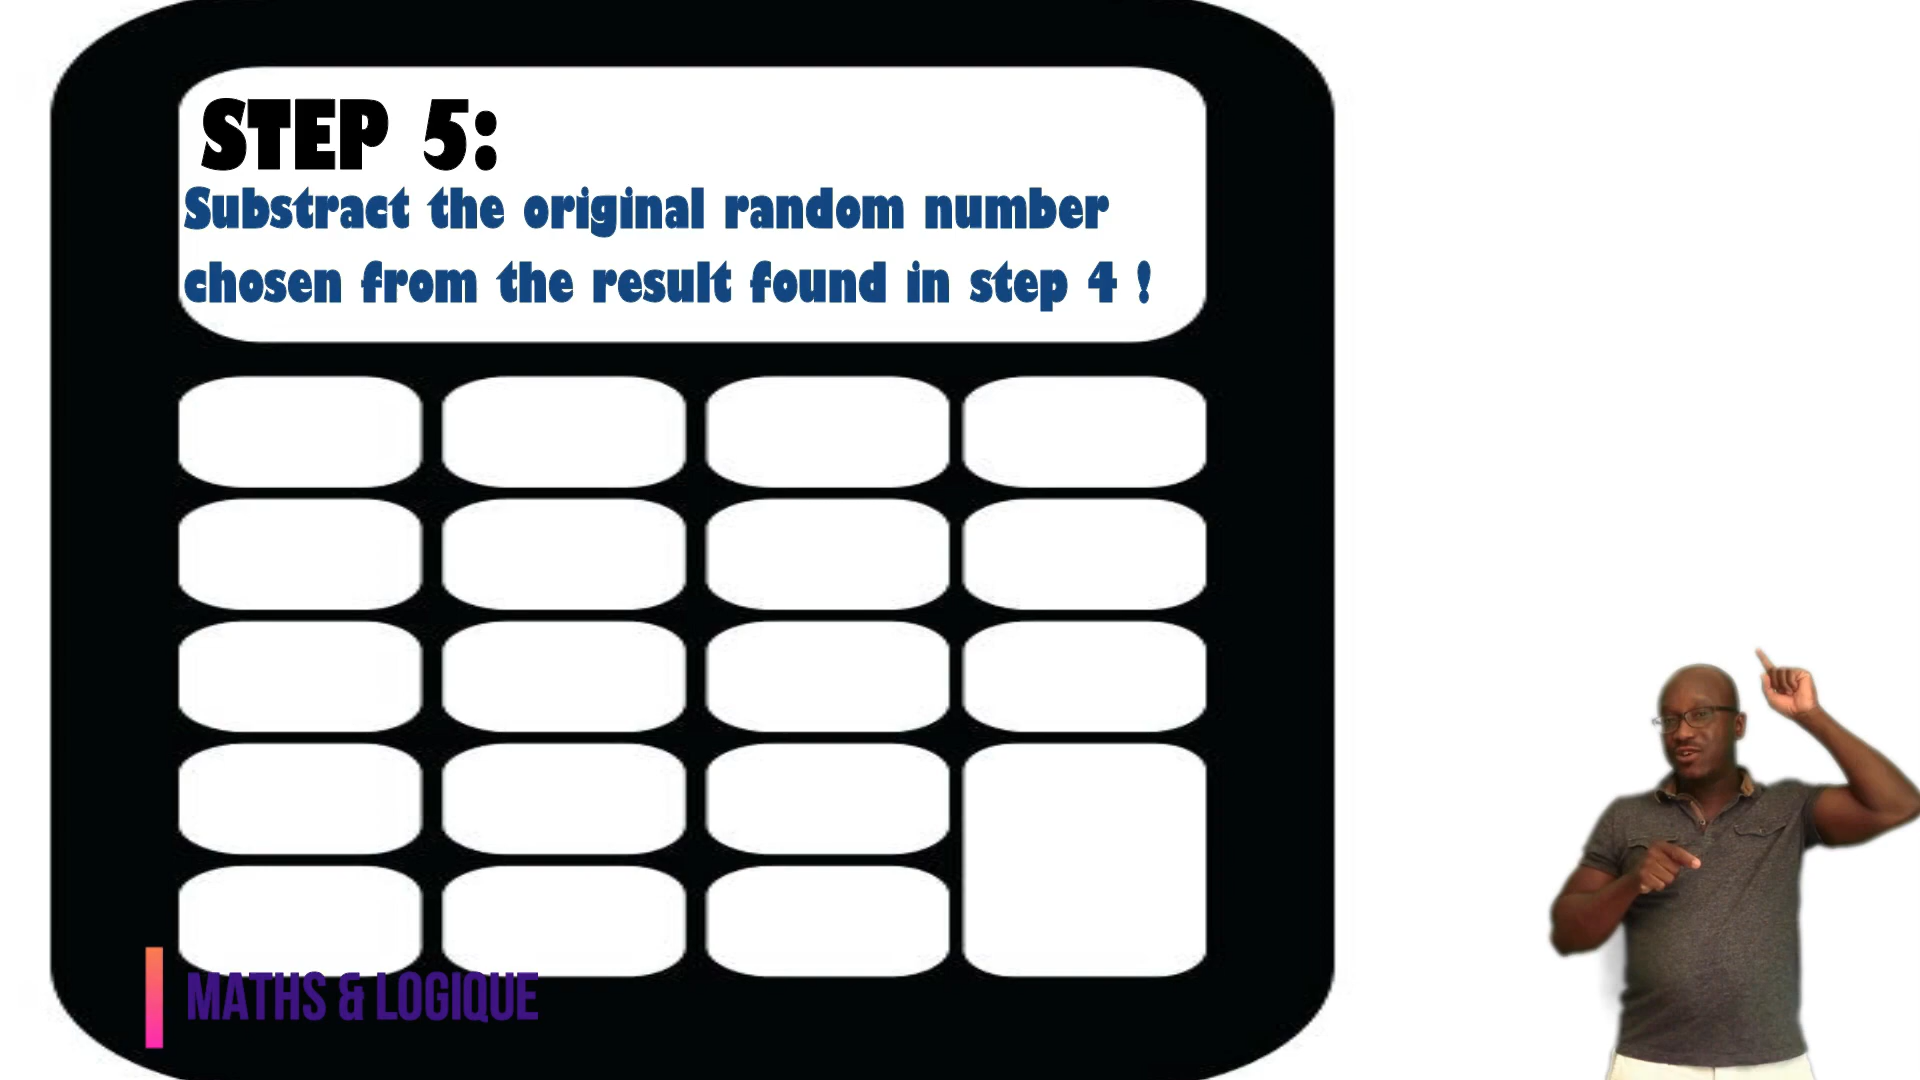 STEP 5:
Substract the original random number
chosen from the result found in step 4 !
MATHS & LOGIQUE